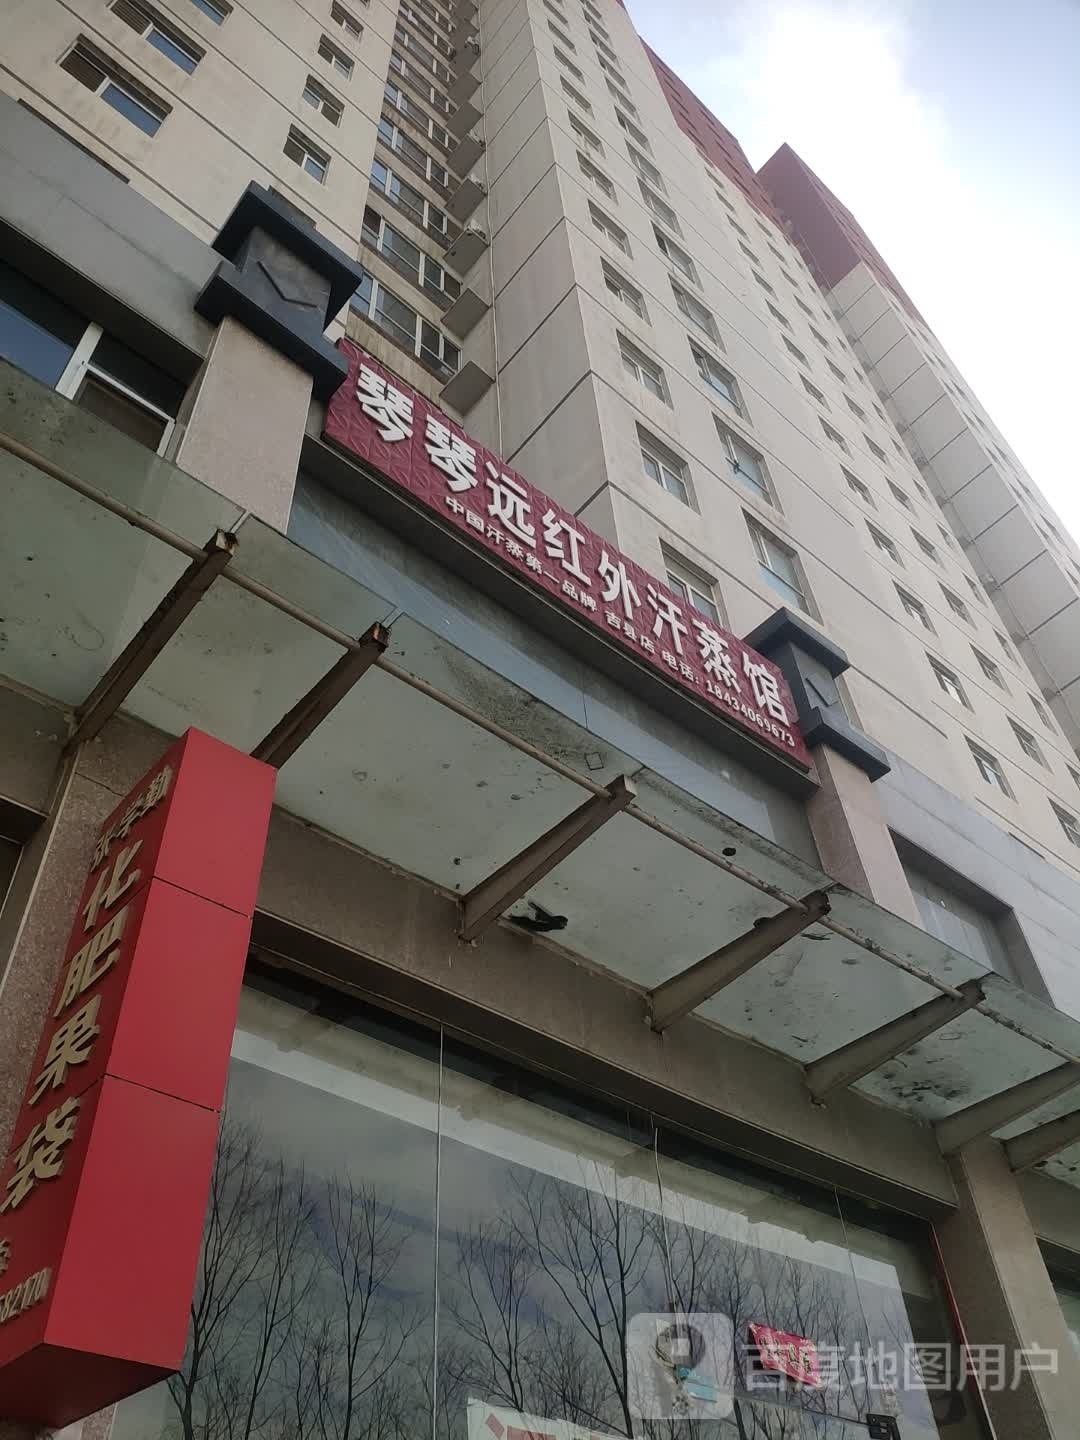 琴琴远红外汗蒸馆
中国汗蒸第一品牌 吉县店 电话：18434069673
化肥果袋
582170
百度地图用户